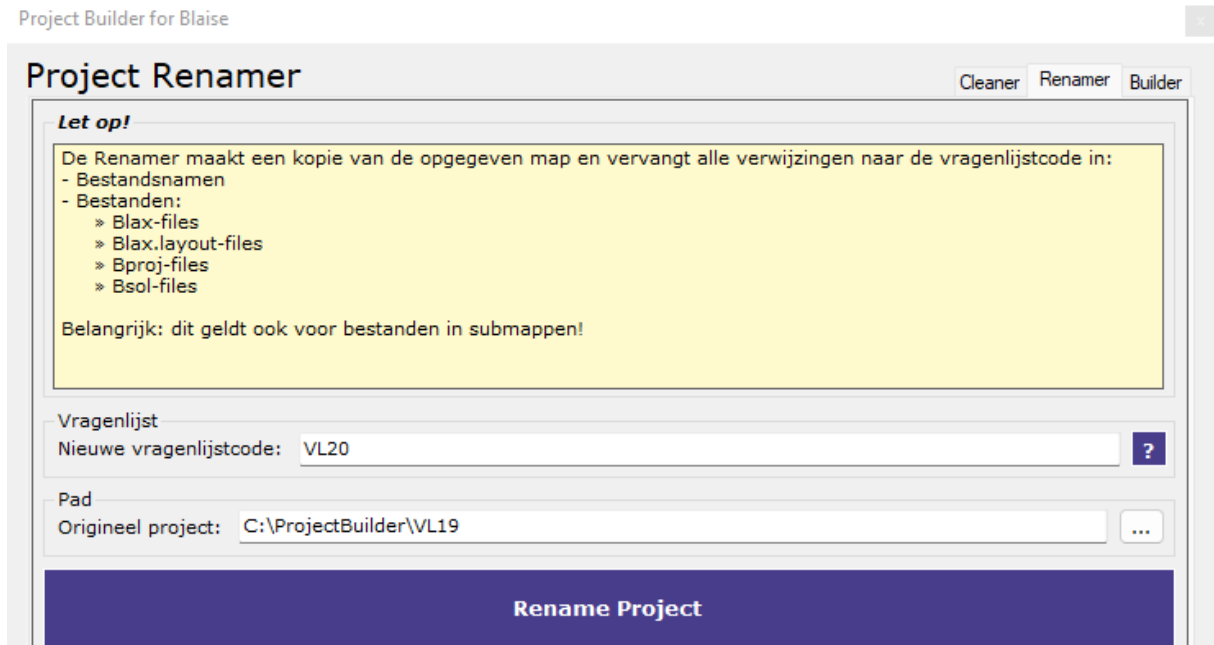 Project Builder for Blaise
x
Project Renamer
Cleaner Renamer Builder
Let op!
De Renamer maakt een kopie van de opgegeven map en vervangt alle verwijzingen naar de vragenlijstcode in:
- Bestandsnamen
- Bestanden:
» Blax-files
» Blax.layout-files
» Bproj-files
» Bsol-files
Belangrijk: dit geldt ook voor bestanden in submappen!
Vragenlijst
Nieuwe vragenlijstcode: VL20 ?
Pad
Origineel project: C:\ProjectBuilder\VL19 ...
Rename Project